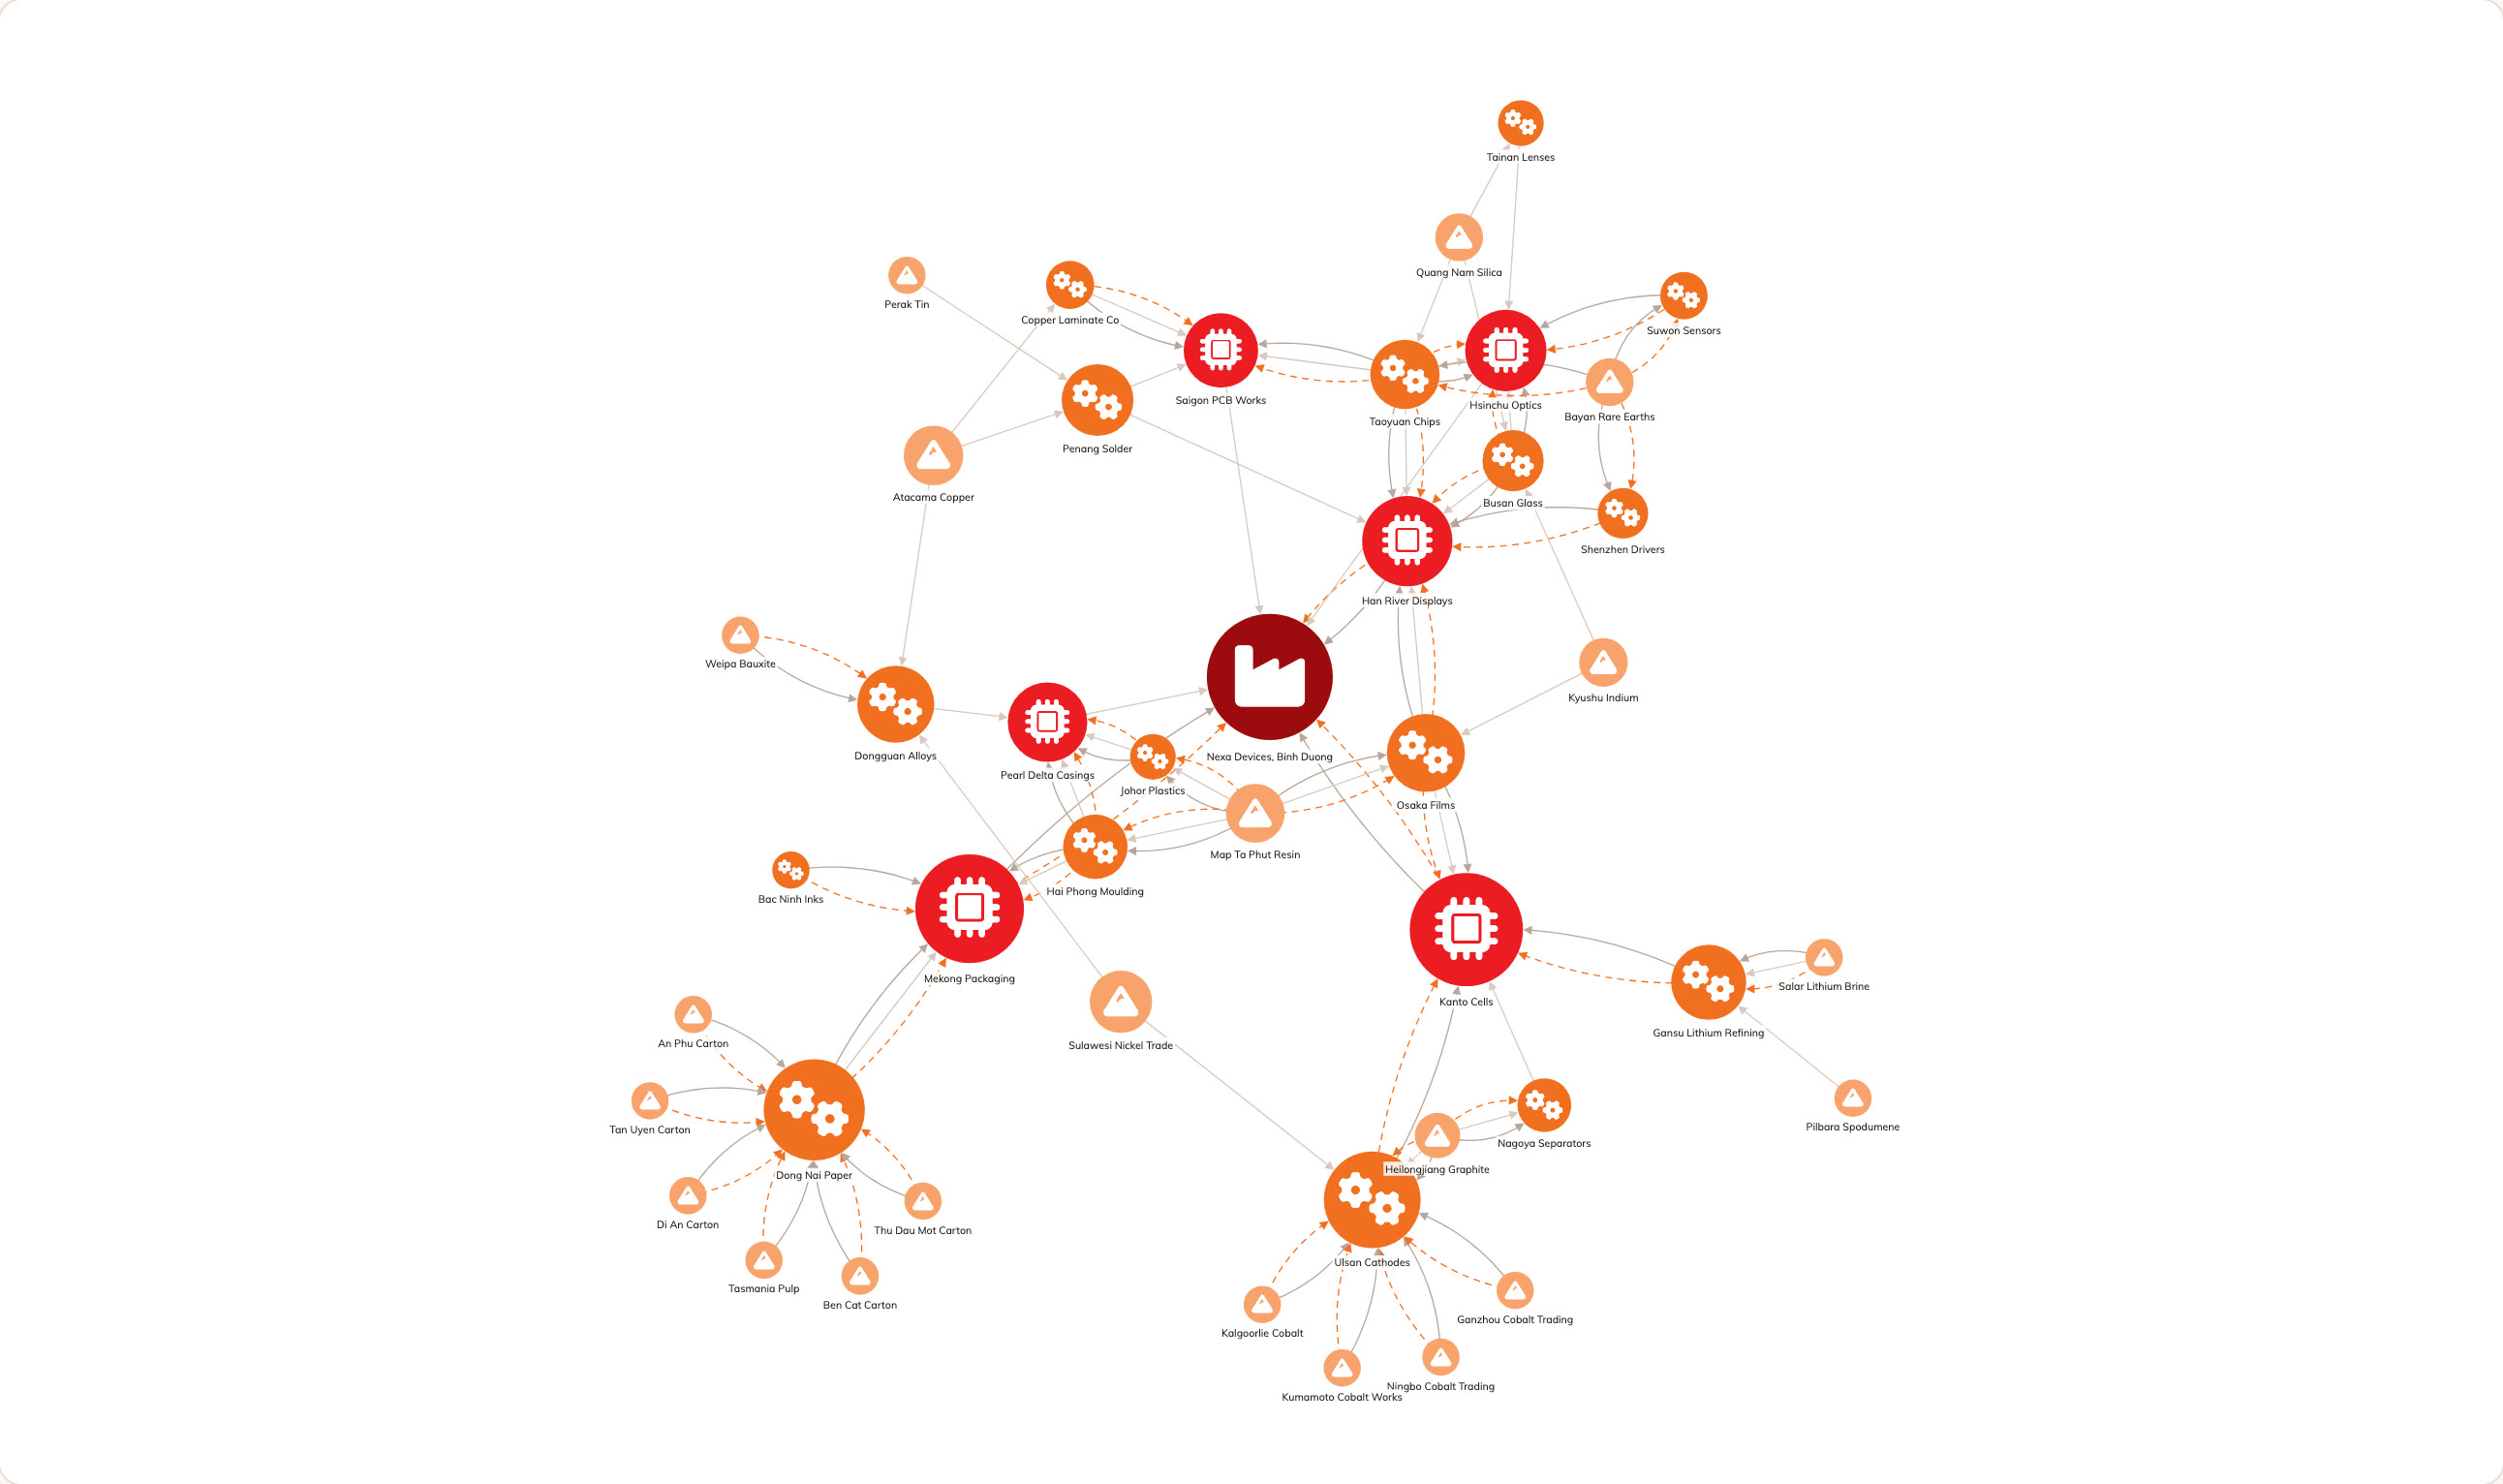 Tainan Lenses
Quang Nam Silica
Perak Tin
Copper Laminate Co
Suwon Sensors
Saigon PCB Works
Hsinchu Optics
Bayan Rare Earths
Taoyuan Chips
Penang Solder
Atacama Copper
Busan Glass
Shenzhen Drivers
Han River Displays
Weipa Bauxite
Kyushu Indium
Dongguan Alloys
Nexa Devices, Binh Duong
Pearl Delta Casings
Johor Plastics
Osaka Films
Map Ta Phut Resin
Hai Phong Moulding
Bac Ninh Inks
Mekong Packaging
Salar Lithium Brine
Kanto Cells
Gansu Lithium Refining
An Phu Carton
Sulawesi Nickel Trade
Pilbara Spodumene
Tan Uyen Carton
Nagoya Separators
Heilongjiang Graphite
Dong Nai Paper
Di An Carton
Thu Dau Mot Carton
Ulsan Cathodes
Tasmania Pulp
Ben Cat Carton
Ganzhou Cobalt Trading
Kalgoorlie Cobalt
Ningbo Cobalt Trading
Kumamoto Cobalt Works